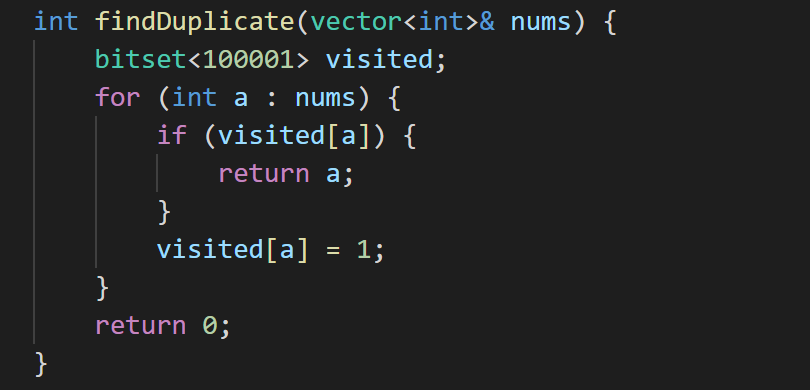 int findDuplicate(vector<int>& nums) {
    bitset<100001> visited;
    for (int a : nums) {
        if (visited[a]) {
            return a;
        }
        visited[a] = 1;
    }
    return 0;
}